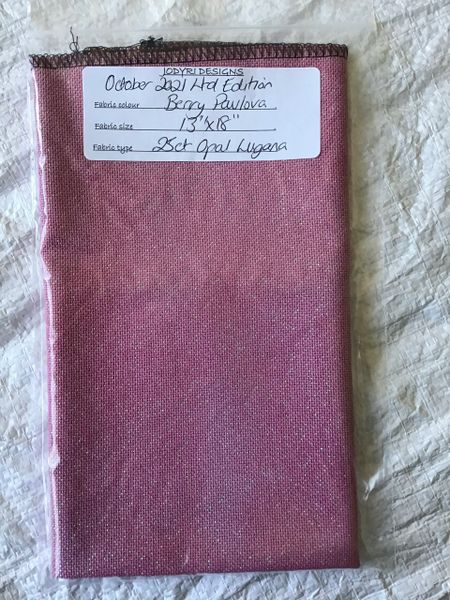 JODYRI DESIGNS
October 2021 Ltd Edition
Fabric colour Berry Pavlova
Fabric size 13"x18"
Fabric type 25ct Opal Lugana